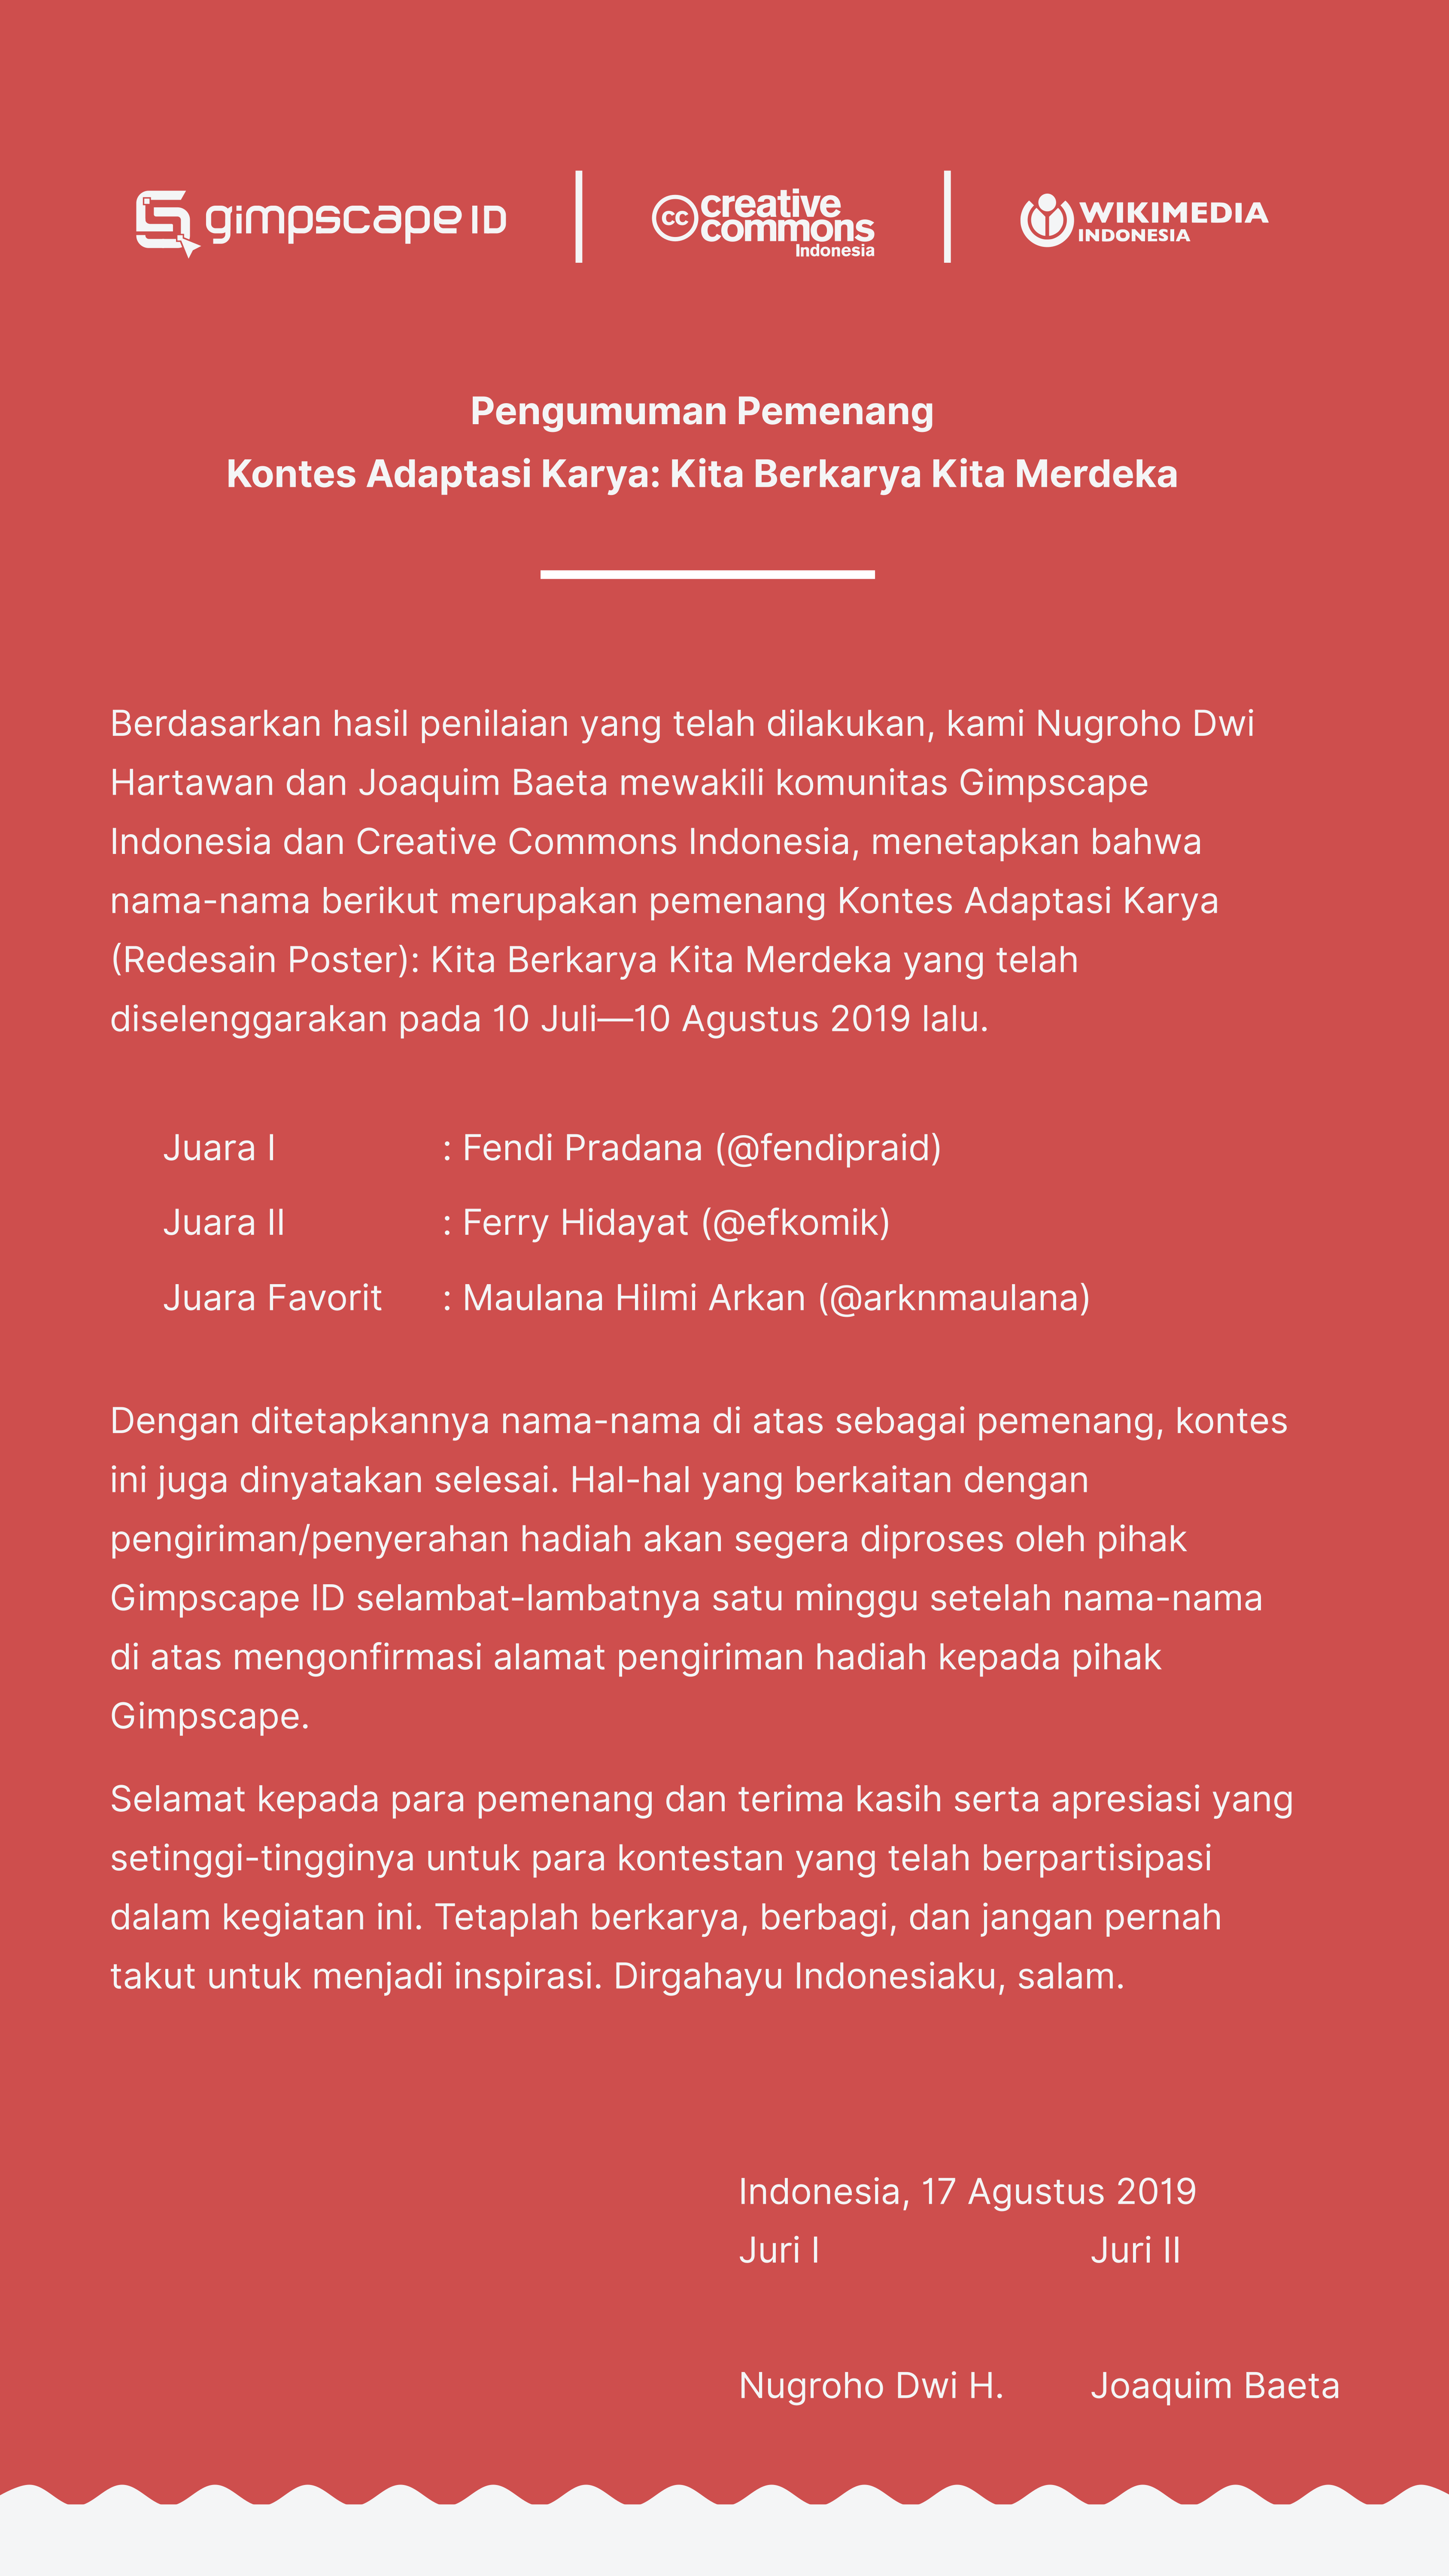 gimpscape ID
cc creative commons Indonesia
WIKIMEDIA INDONESIA
Pengumuman Pemenang
Kontes Adaptasi Karya: Kita Berkarya Kita Merdeka
Berdasarkan hasil penilaian yang telah dilakukan, kami Nugroho Dwi
Hartawan dan Joaquim Baeta mewakili komunitas Gimpscape
Indonesia dan Creative Commons Indonesia, menetapkan bahwa
nama-nama berikut merupakan pemenang Kontes Adaptasi Karya
(Redesain Poster): Kita Berkarya Kita Merdeka yang telah
diselenggarakan pada 10 Juli—10 Agustus 2019 lalu.
Juara I : Fendi Pradana (@fendipraid)
Juara II : Ferry Hidayat (@efkomik)
Juara Favorit : Maulana Hilmi Arkan (@arknmaulana)
Dengan ditetapkannya nama-nama di atas sebagai pemenang, kontes
ini juga dinyatakan selesai. Hal-hal yang berkaitan dengan
pengiriman/penyerahan hadiah akan segera diproses oleh pihak
Gimpscape ID selambat-lambatnya satu minggu setelah nama-nama
di atas mengonfirmasi alamat pengiriman hadiah kepada pihak
Gimpscape.
Selamat kepada para pemenang dan terima kasih serta apresiasi yang
setinggi-tingginya untuk para kontestan yang telah berpartisipasi
dalam kegiatan ini. Tetaplah berkarya, berbagi, dan jangan pernah
takut untuk menjadi inspirasi. Dirgahayu Indonesiaku, salam.
Indonesia, 17 Agustus 2019
Juri I Juri II
Nugroho Dwi H. Joaquim Baeta